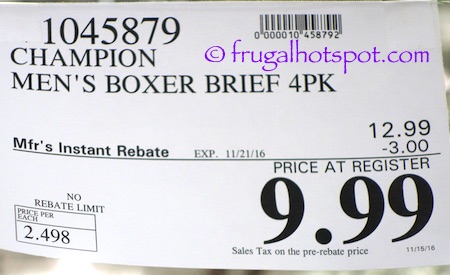 1045879
0000010458792
© frugalhotspot.com
CHAMPION
MEN'S BOXER BRIEF 4PK
12.99
Mfr's Instant Rebate EXP. 11/21/16 -3.00
PRICE AT REGISTER
9.99
NO
REBATE LIMIT
PRICE PER
EACH
2.498
11/15/16
Sales Tax on the pre-rebate price